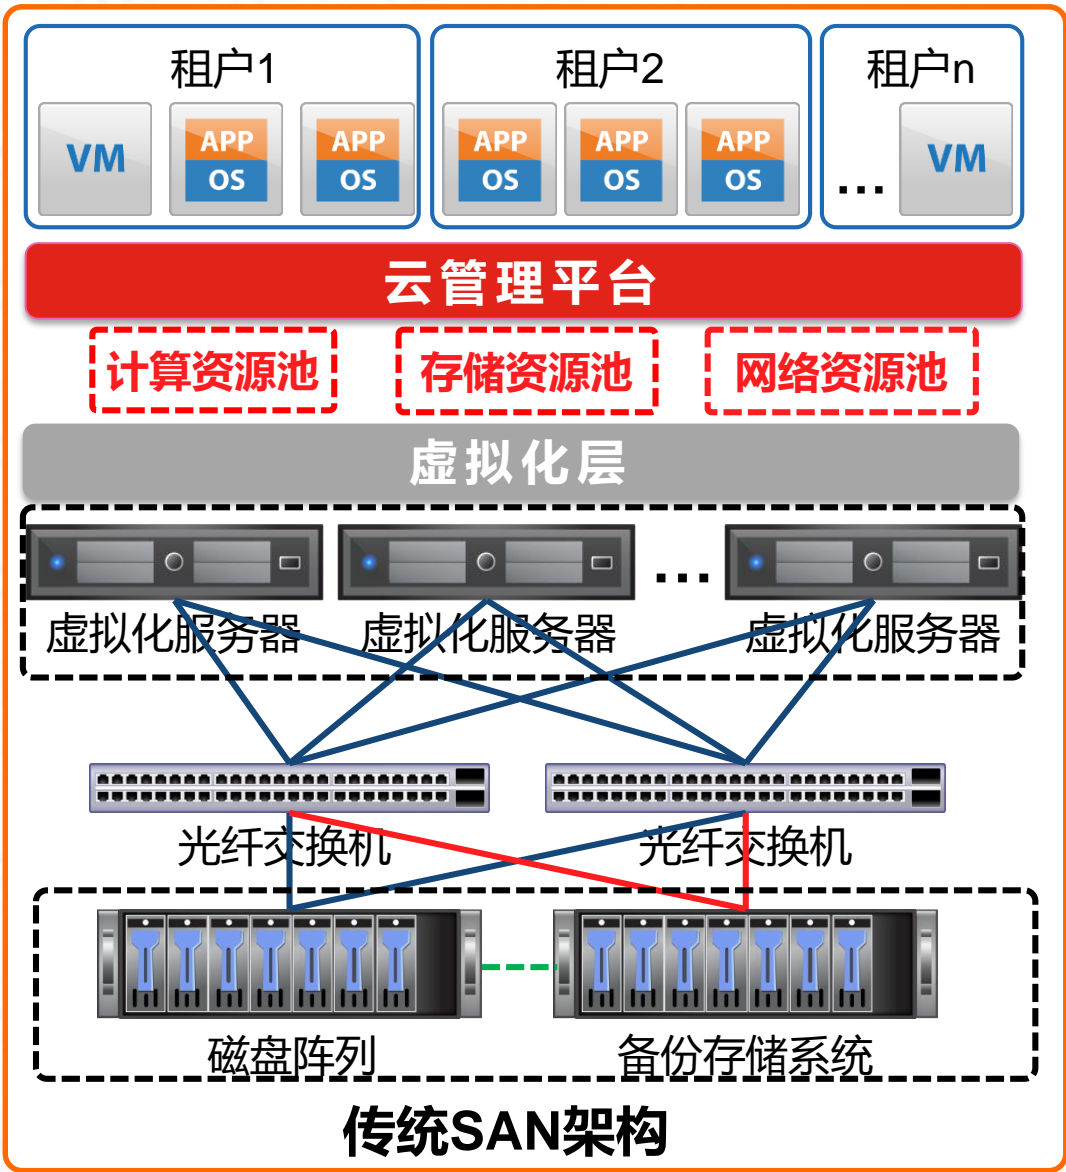 租户1 租户2 租户n
VM APP OS APP OS APP OS APP OS APP OS ... VM
云管理平台
计算资源池 存储资源池 网络资源池
虚拟化层
...
虚拟化服务器 虚拟化服务器 虚拟化服务器
光纤交换机 光纤交换机
磁盘阵列 备份存储系统
传统SAN架构